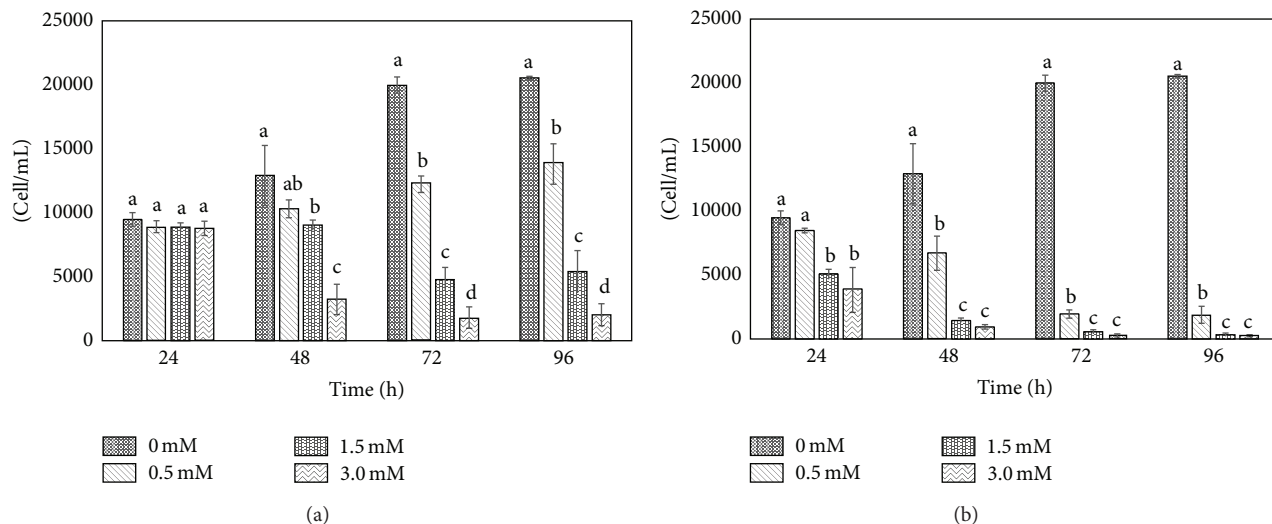 25000
20000
15000
10000
5000
0
(Cell/mL)
a a a a
a ab b c
a b c d
a b c d
24 48 72 96
Time (h)
0 mM 1.5 mM
0.5 mM 3.0 mM
(a)
25000
20000
15000
10000
5000
0
(Cell/mL)
a a b b
a b c c
a b c c
a b c c
24 48 72 96
Time (h)
0 mM 1.5 mM
0.5 mM 3.0 mM
(b)